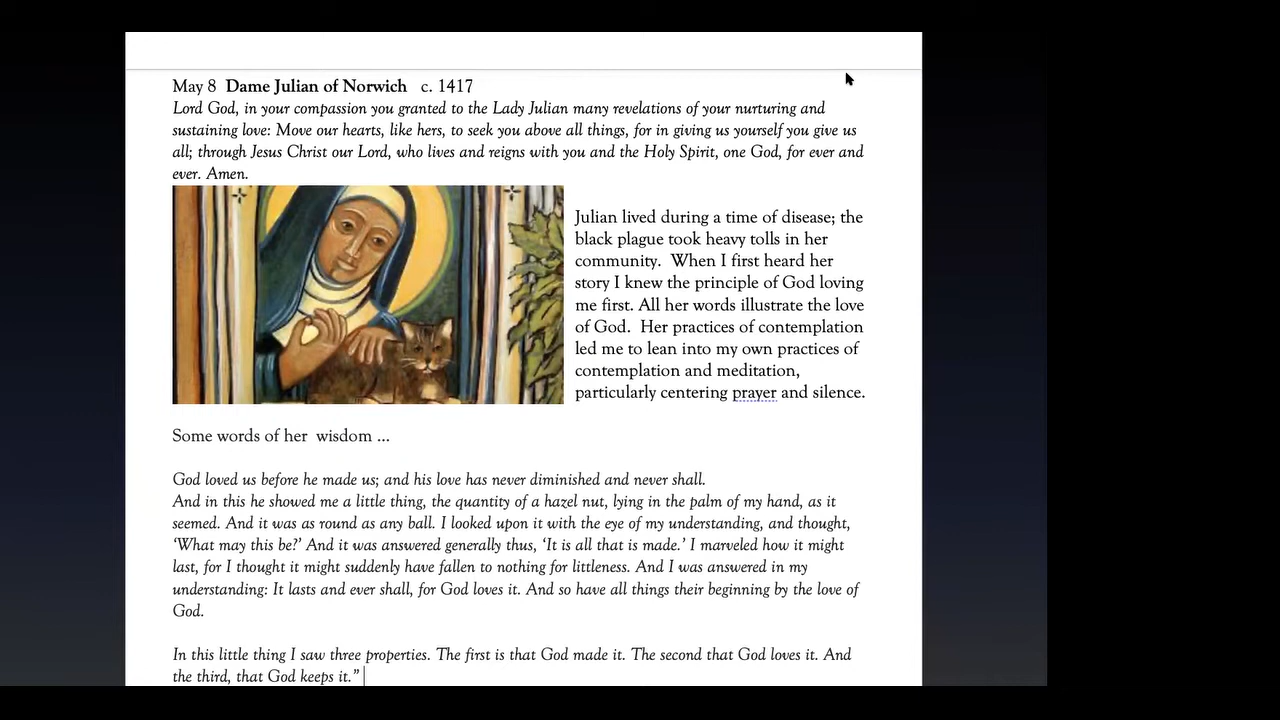 May 8 Dame Julian of Norwich c. 1417
Lord God, in your compassion you granted to the Lady Julian many revelations of your nurturing and
sustaining love: Move our hearts, like hers, to seek you above all things, for in giving us yourself you give us
all; through Jesus Christ our Lord, who lives and reigns with you and the Holy Spirit, one God, for ever and
ever. Amen.
Julian lived during a time of disease; the
black plague took heavy tolls in her
community. When I first heard her
story I knew the principle of God loving
me first. All her words illustrate the love
of God. Her practices of contemplation
led me to lean into my own practices of
contemplation and meditation,
particularly centering prayer and silence.
Some words of her wisdom ...
God loved us before he made us; and his love has never diminished and never shall.
And in this he showed me a little thing, the quantity of a hazel nut, lying in the palm of my hand, as it
seemed. And it was as round as any ball. I looked upon it with the eye of my understanding, and thought,
‘What may this be?’ And it was answered generally thus, ‘It is all that is made.’ I marveled how it might
last, for I thought it might suddenly have fallen to nothing for littleness. And I was answered in my
understanding: It lasts and ever shall, for God loves it. And so have all things their beginning by the love of
God.
In this little thing I saw three properties. The first is that God made it. The second that God loves it. And
the third, that God keeps it.”